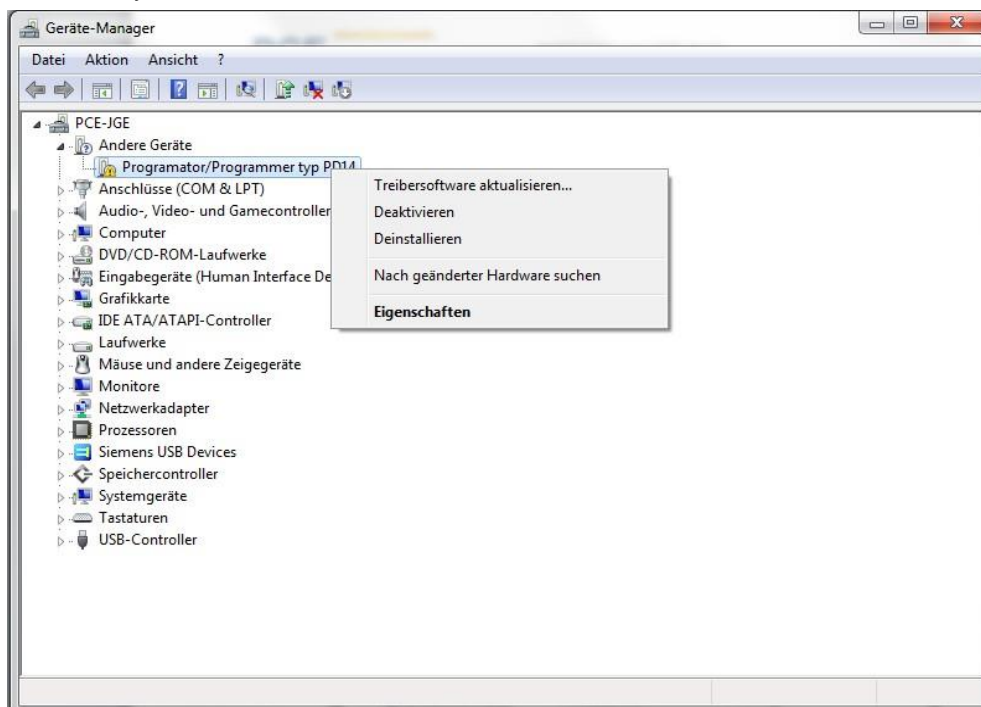 Geräte-Manager
Datei Aktion Ansicht ?
PCE-JGE
Andere Geräte
Programator/Programmer typ PD14
Anschlüsse (COM & LPT)
Audio-, Video- und Gamecontroller
Computer
DVD/CD-ROM-Laufwerke
Eingabegeräte (Human Interface De
Grafikkarte
IDE ATA/ATAPI-Controller
Laufwerke
Mäuse und andere Zeigegeräte
Monitore
Netzwerkadapter
Prozessoren
Siemens USB Devices
Speichercontroller
Systemgeräte
Tastaturen
USB-Controller
Treibersoftware aktualisieren...
Deaktivieren
Deinstallieren
Nach geänderter Hardware suchen
Eigenschaften